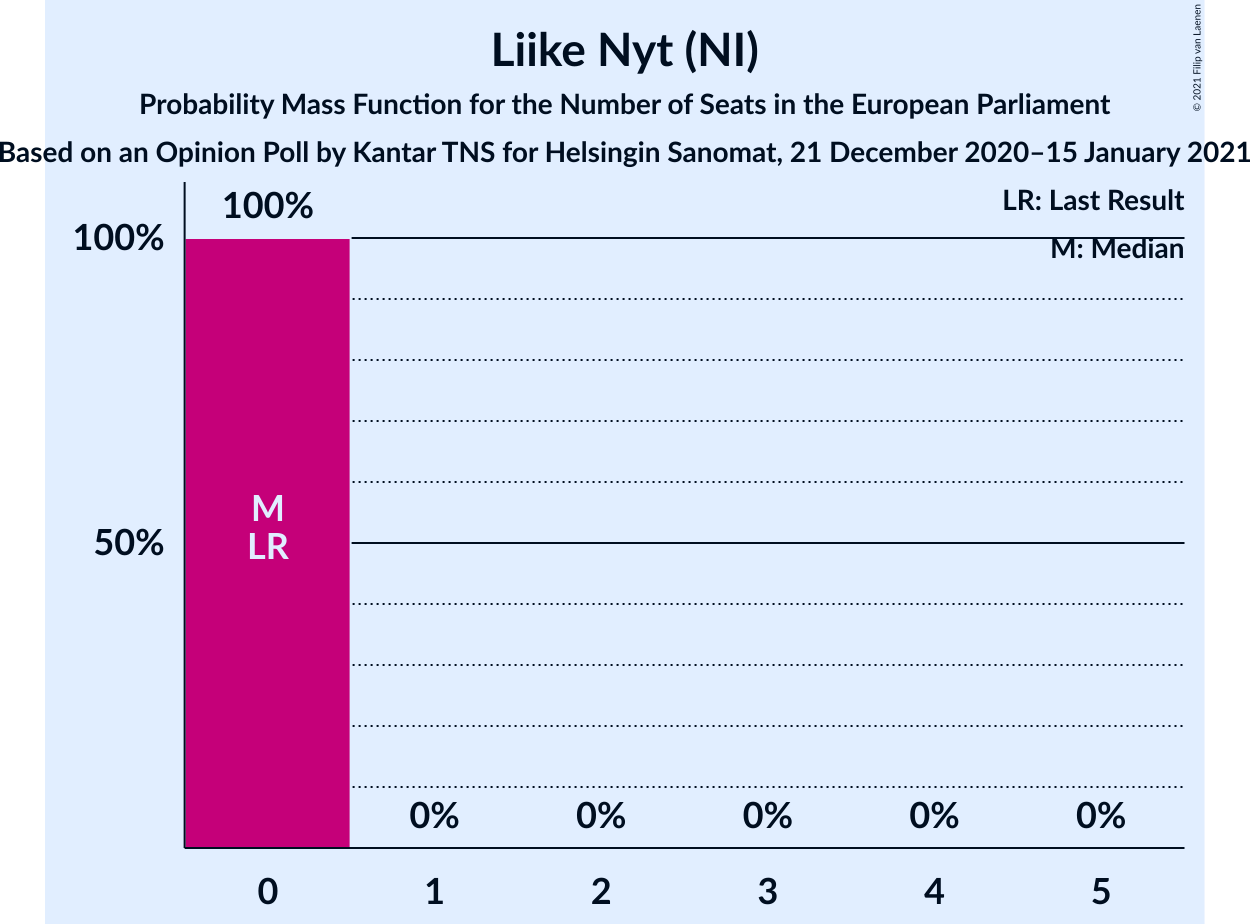 Liike Nyt (NI)
Probability Mass Function for the Number of Seats in the European Parliament
Based on an Opinion Poll by Kantar TNS for Helsingin Sanomat, 21 December 2020–15 January 2021
© 2021 Filip van Laenen
LR: Last Result
M: Median
100%
100%
50%
M
LR
0% 0% 0% 0% 0%
0 1 2 3 4 5